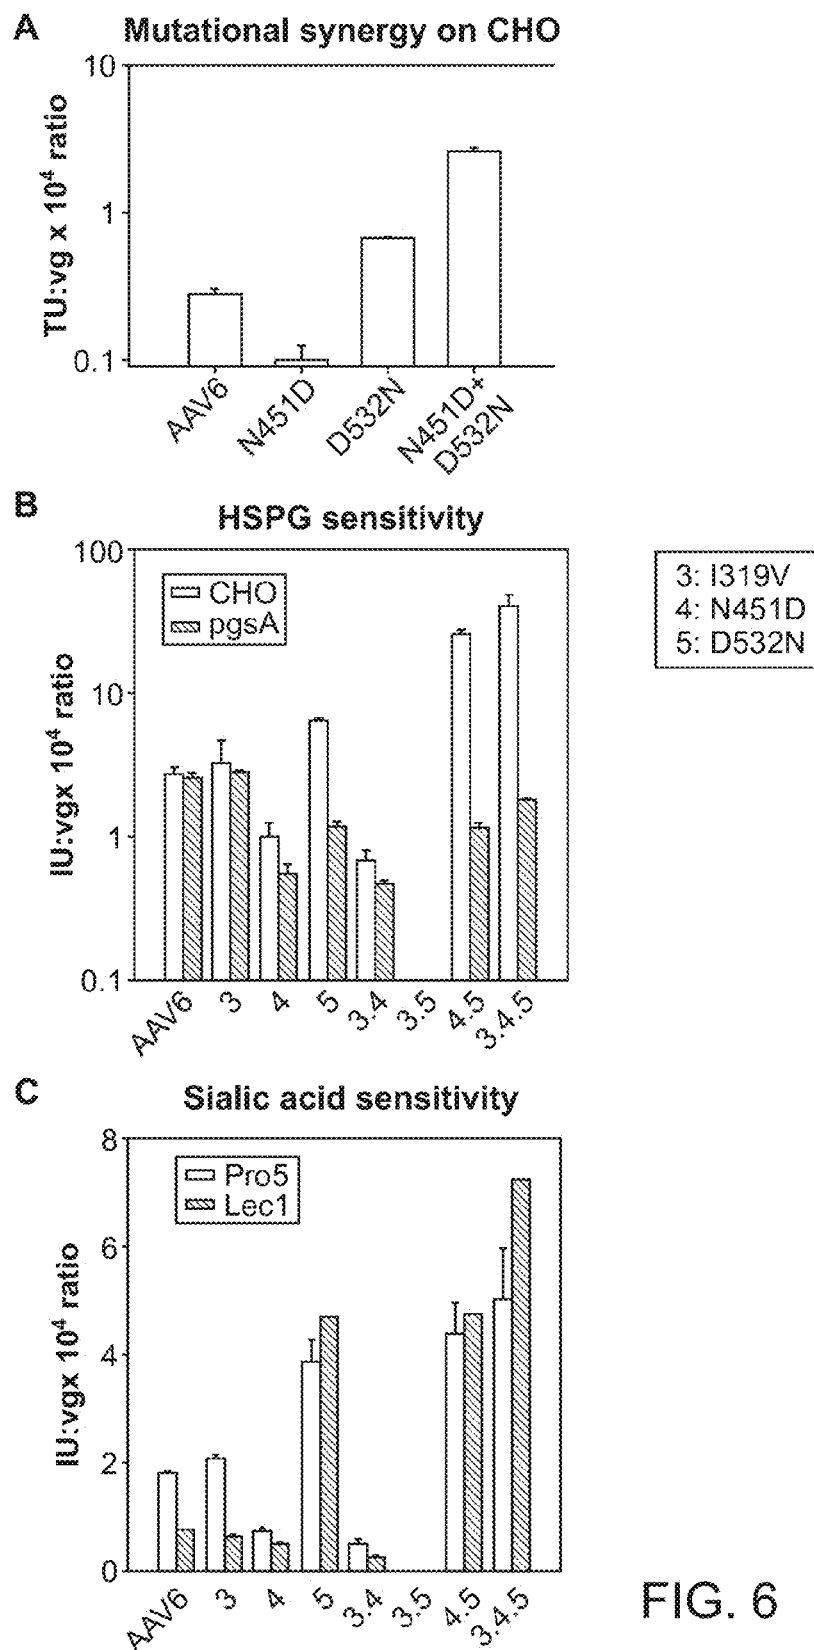 A Mutational synergy on CHO
TU:vg x 10⁴ ratio
10
1
0.1
AAV6
N451D
D532N
N451D+
D532N
B HSPG sensitivity
IU:vgx 10⁴ ratio
100
10
1
0.1
CHO
pgsA
AAV6
3
4
5
3.4
3.5
4.5
3.4.5
3: I319V
4: N451D
5: D532N
C Sialic acid sensitivity
IU:vgx 10⁴ ratio
8
6
4
2
0
Pro5
Lec1
AAV6
3
4
5
3.4
3.5
4.5
3.4.5
FIG. 6